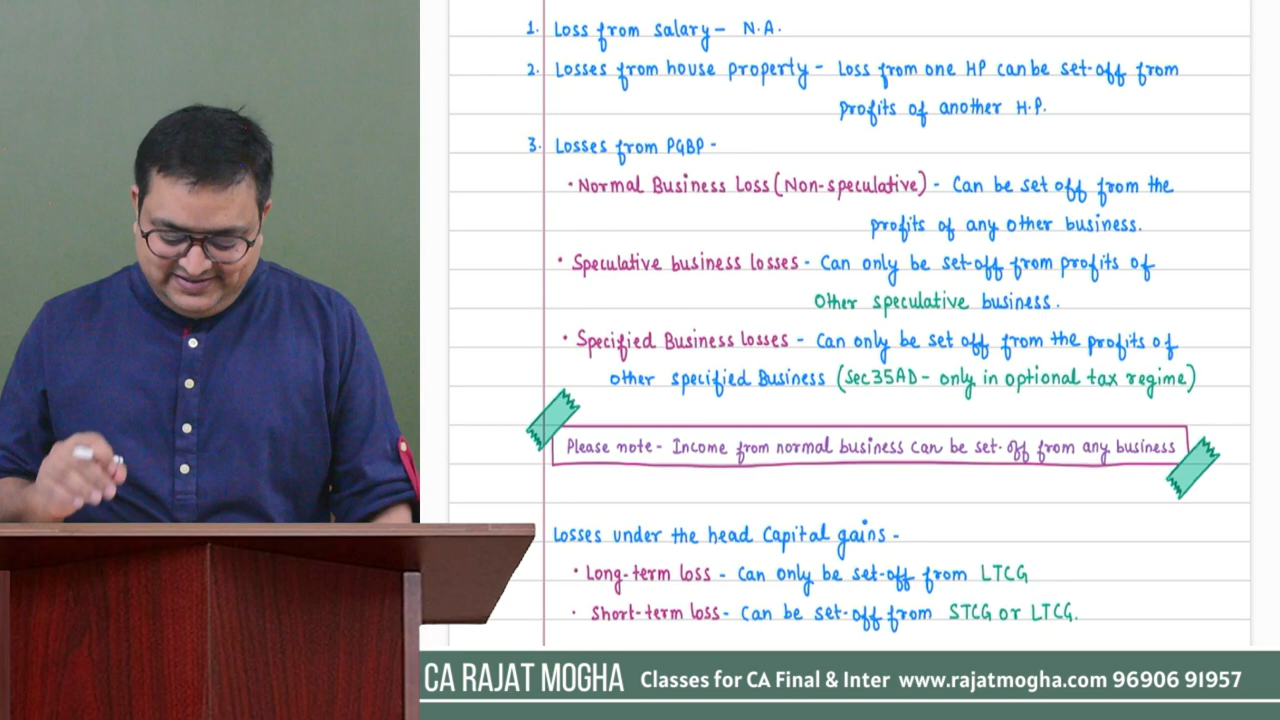 1. Loss from salary - N.A.
2. Losses from house property - Loss from one HP can be set-off from
profits of another H.P.
3. Losses from PGBP -
• Normal Business Loss (Non-speculative) - Can be set off from the
profits of any other business.
• Speculative business losses - Can only be set-off from profits of
Other speculative business.
• Specified Business losses - Can only be set off from the profits of
other specified Business (Sec35AD - only in optional tax regime)
Please note - Income from normal business can be set-off from any business
Losses under the head Capital gains -
• Long-term loss - Can only be set-off from LTCG
• Short-term loss - Can be set-off from STCG or LTCG.
CA RAJAT MOGHA Classes for CA Final & Inter www.rajatmogha.com 96906 91957